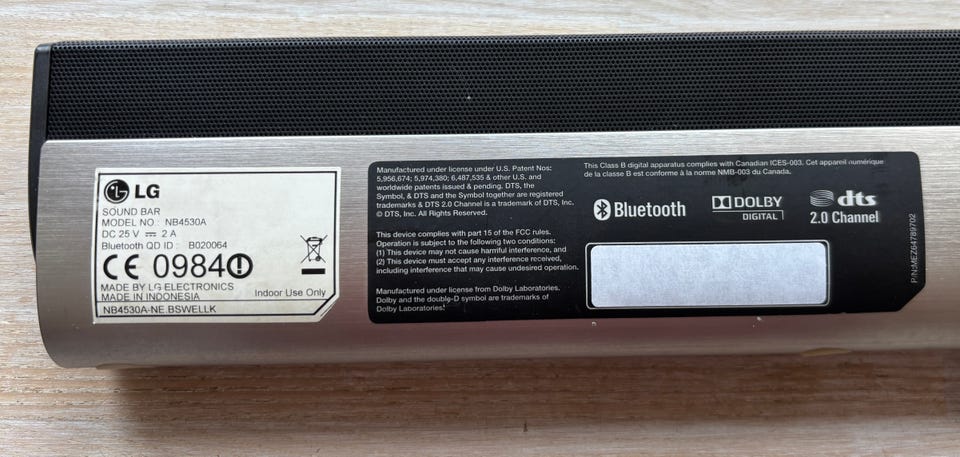 LG
SOUND BAR
MODEL NO : NB4530A
DC 25 V ⎓ 2 A
Bluetooth QD ID : B020064
CE 0984
MADE BY LG ELECTRONICS
MADE IN INDONESIA
Indoor Use Only
NB4530A-NE.BSWELLK
Manufactured under license under U.S. Patent Nos:
5,956,674; 5,974,380; 6,487,535 & other U.S. and
worldwide patents issued & pending. DTS, the
Symbol, & DTS and the Symbol together are registered
trademarks & DTS 2.0 Channel is a trademark of DTS, Inc.
© DTS, Inc. All Rights Reserved.
This device complies with part 15 of the FCC rules.
Operation is subject to the following two conditions:
(1) This device may not cause harmful interference, and
(2) This device must accept any interference received,
including interference that may cause undesired operation.
Manufactured under license from Dolby Laboratories.
Dolby and the double-D symbol are trademarks of
Dolby Laboratories.
This Class B digital apparatus complies with Canadian ICES-003. Cet appareil numérique
de la classe B est conforme à la norme NMB-003 du Canada.
Bluetooth
DOLBY
DIGITAL
dts
2.0 Channel
P/N:MEZ64789702